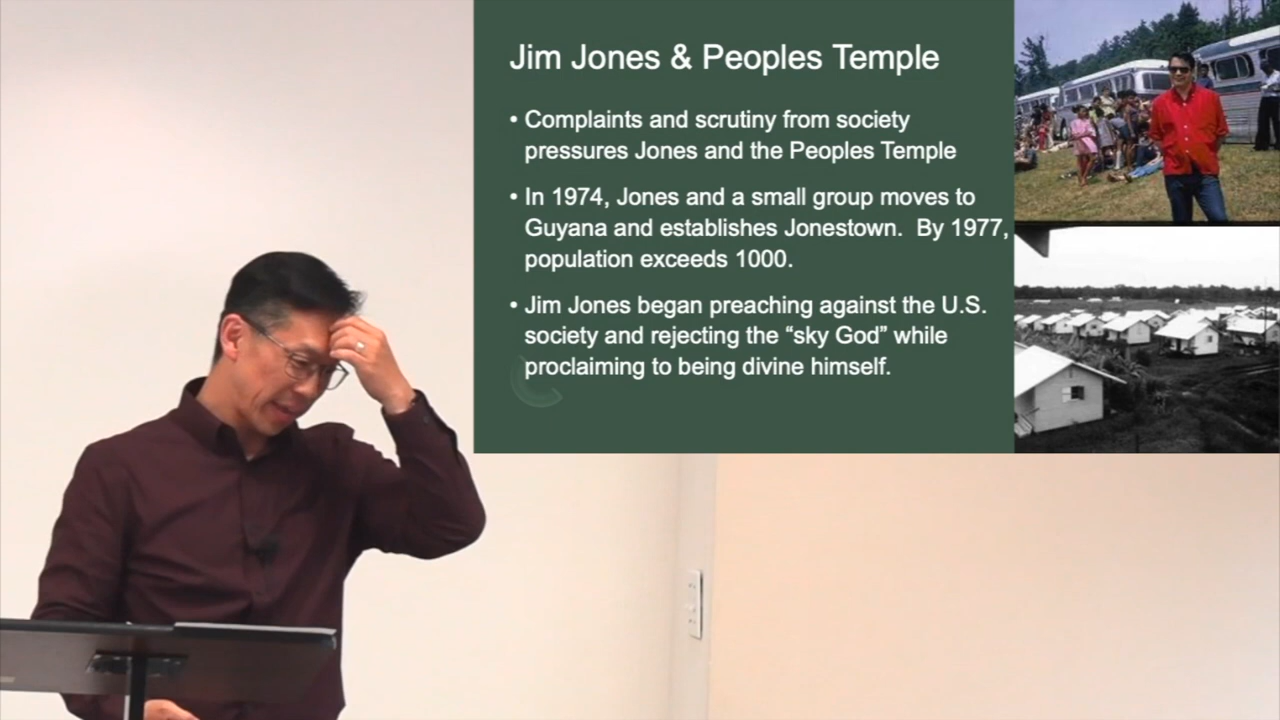 Jim Jones & Peoples Temple
• Complaints and scrutiny from society
pressures Jones and the Peoples Temple
• In 1974, Jones and a small group moves to
Guyana and establishes Jonestown. By 1977,
population exceeds 1000.
• Jim Jones began preaching against the U.S.
society and rejecting the “sky God” while
proclaiming to being divine himself.